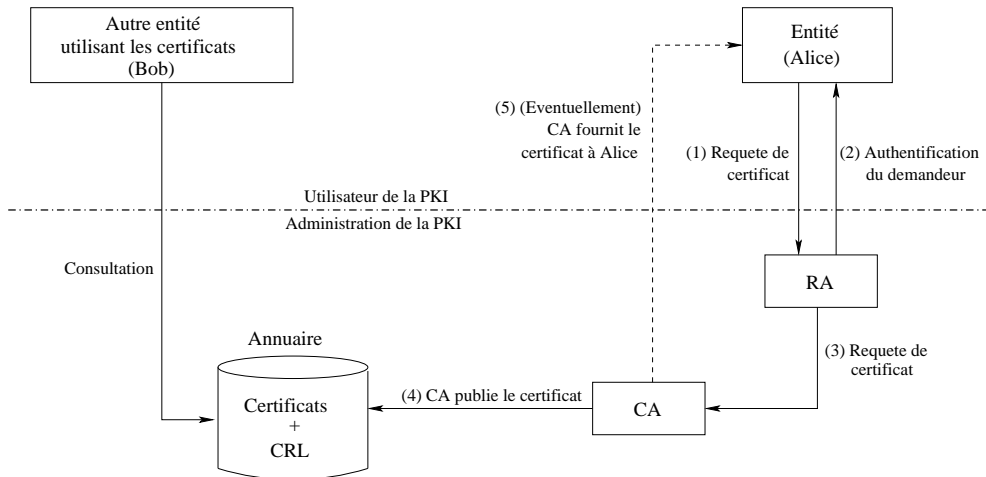 Autre entité
utilisant les certificats
(Bob)
Entité
(Alice)
(5) (Eventuellement)
CA fournit le
certificat à Alice
(1) Requete de
certificat
(2) Authentification
du demandeur
Utilisateur de la PKI
Administration de la PKI
Consultation
RA
Annuaire
(3) Requete de
certificat
Certificats
+
CRL
(4) CA publie le certificat
CA